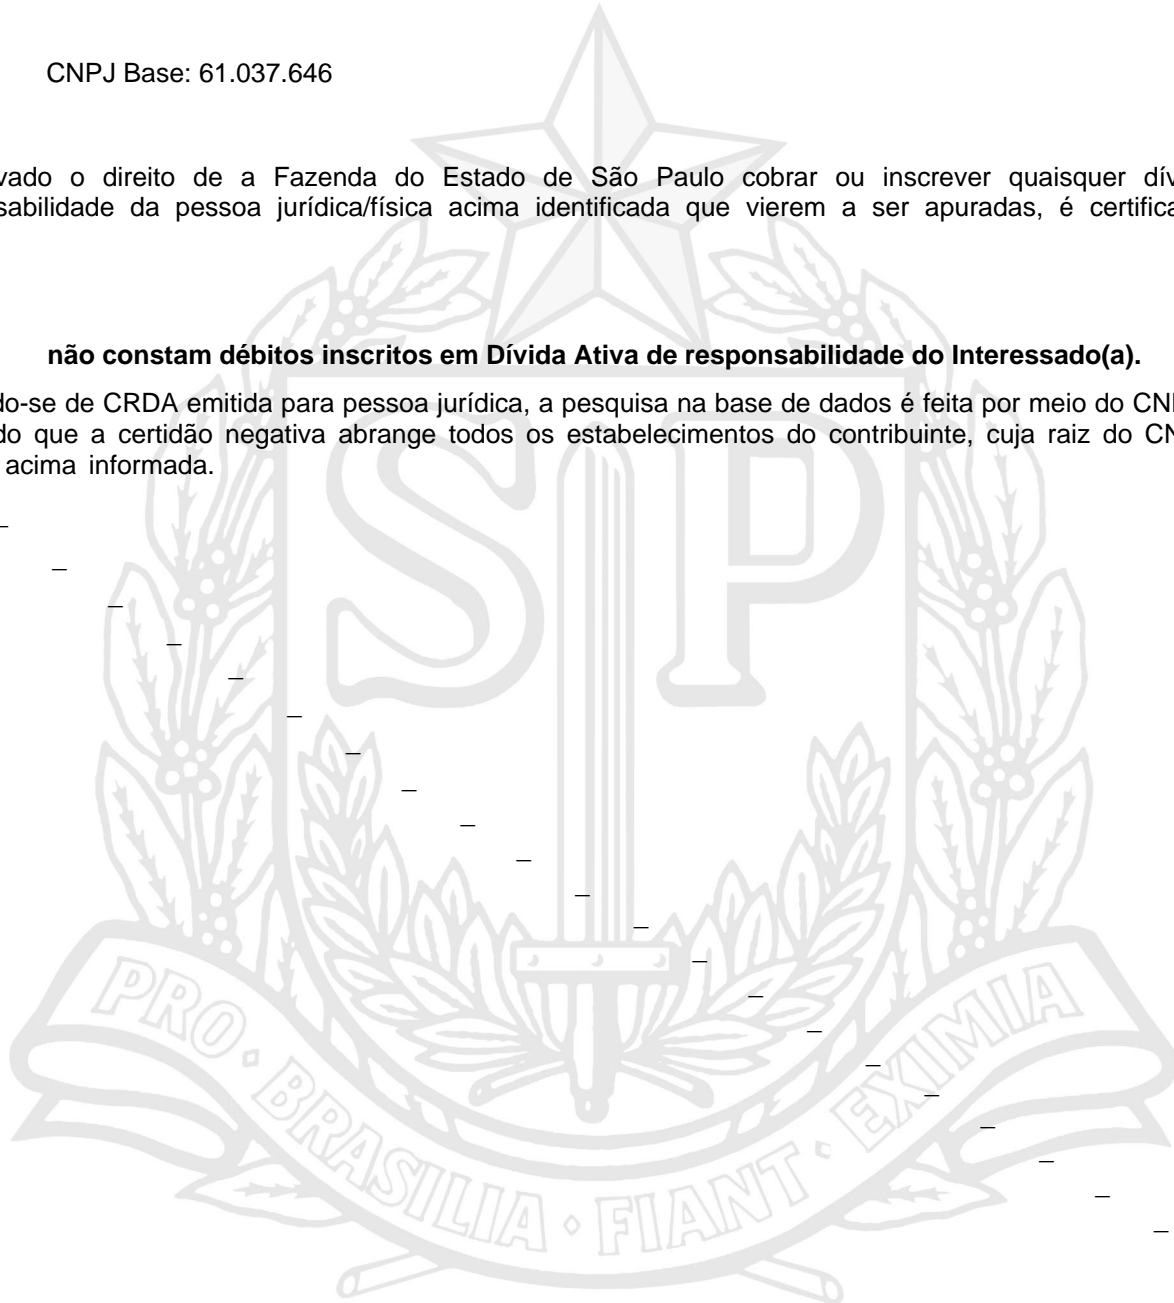 CNPJ Base: 61.037.646
vado o direito de a Fazenda do Estado de São Paulo cobrar ou inscrever quaisquer dív
sabilidade da pessoa jurídica/física acima identificada que vierem a ser apuradas, é certifica
não constam débitos inscritos em Dívida Ativa de responsabilidade do Interessado(a).
do-se de CRDA emitida para pessoa jurídica, a pesquisa na base de dados é feita por meio do CN
do que a certidão negativa abrange todos os estabelecimentos do contribuinte, cuja raiz do CN
acima informada.
SP
PRO • BRASILIA • FIANT • EXIMIA